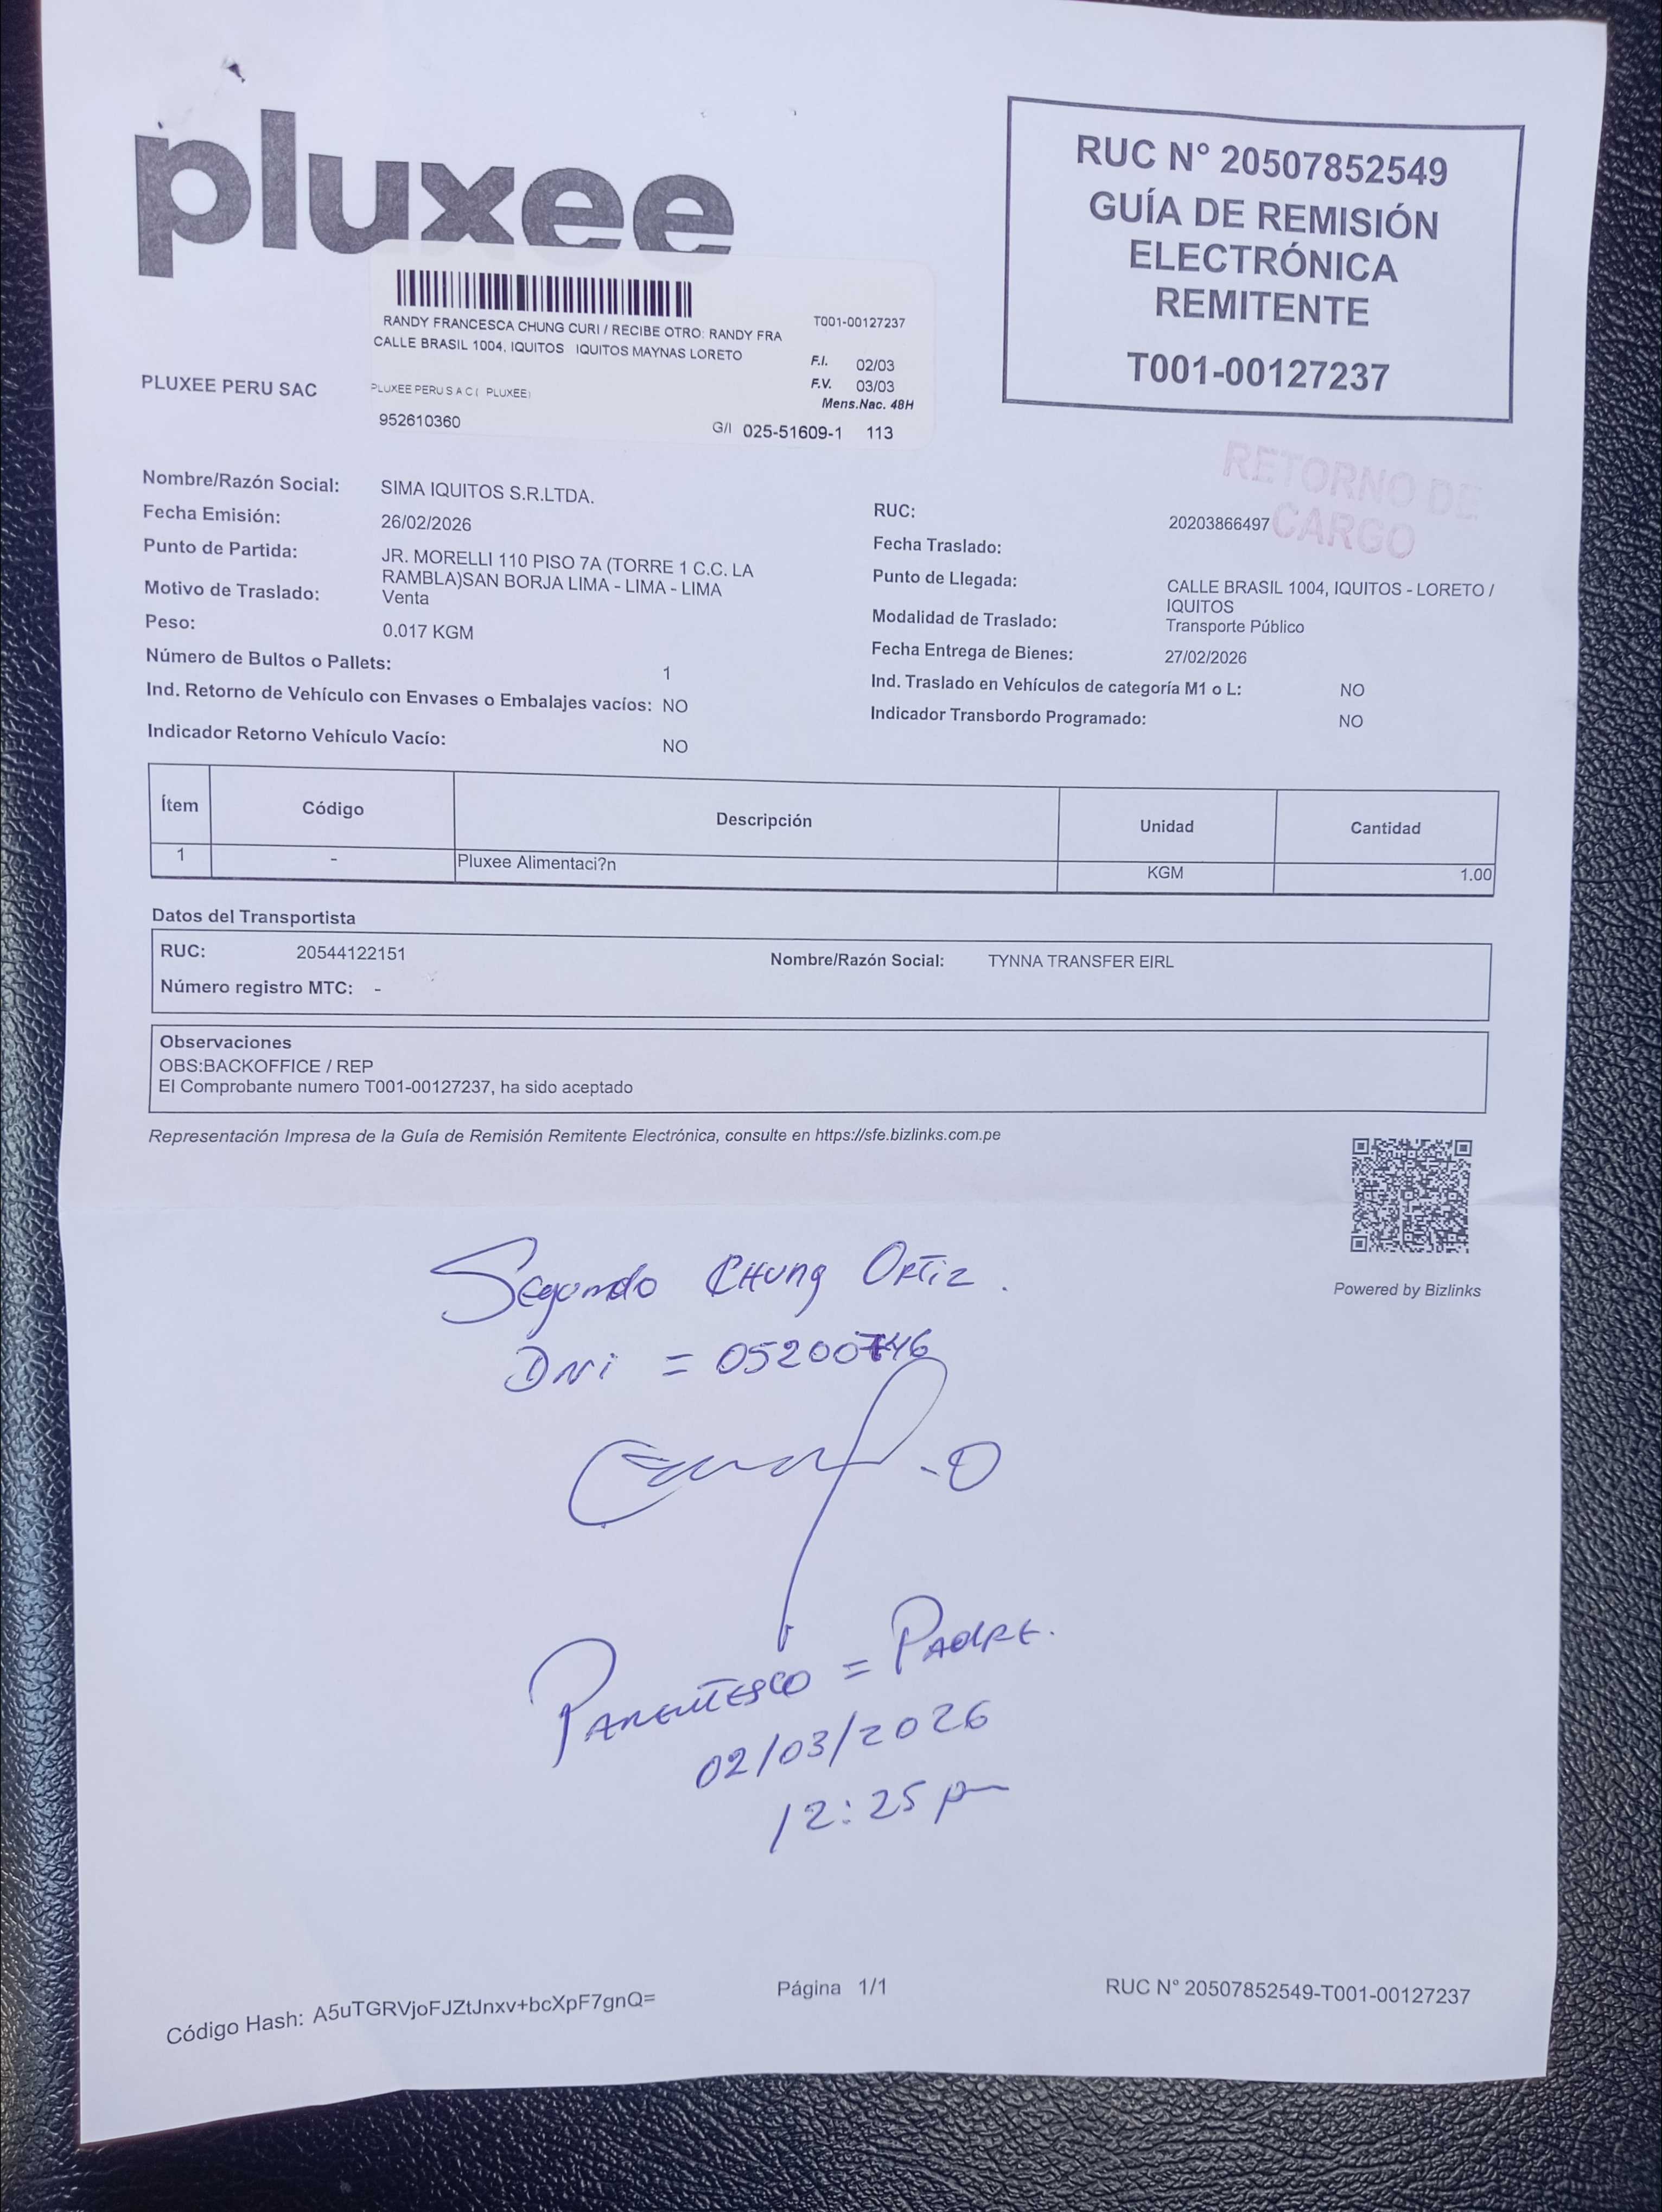 pluxee
RUC N° 20507852549
GUÍA DE REMISIÓN
ELECTRÓNICA
REMITENTE
T001-00127237
RANDY FRANCESCA CHUNG CURI / RECIBE OTRO: RANDY FRA
T001-00127237
CALLE BRASIL 1004, IQUITOS IQUITOS MAYNAS LORETO
F.I. 02/03
F.V. 03/03
Mens.Nac. 48H
PLUXEE PERU SAC
PLUXEE PERU S A C ( PLUXEE)
952610360
G/I 025-51609-1 113
RETORNO DE
CARGO
Nombre/Razón Social: SIMA IQUITOS S.R.LTDA.
RUC: 20203866497
Fecha Emisión: 26/02/2026
Fecha Traslado:
Punto de Partida: JR. MORELLI 110 PISO 7A (TORRE 1 C.C. LA
RAMBLA)SAN BORJA LIMA - LIMA - LIMA
Punto de Llegada: CALLE BRASIL 1004, IQUITOS - LORETO /
IQUITOS
Motivo de Traslado: Venta
Modalidad de Traslado: Transporte Público
Peso: 0.017 KGM
Fecha Entrega de Bienes: 27/02/2026
Número de Bultos o Pallets: 1
Ind. Traslado en Vehículos de categoría M1 o L: NO
Ind. Retorno de Vehículo con Envases o Embalajes vacíos: NO
Indicador Transbordo Programado: NO
Indicador Retorno Vehículo Vacío: NO
Ítem Código Descripción Unidad Cantidad
1 - Pluxee Alimentaci?n KGM 1.00
Datos del Transportista
RUC: 20544122151 Nombre/Razón Social: TYNNA TRANSFER EIRL
Número registro MTC: -
Observaciones
OBS:BACKOFFICE / REP
El Comprobante numero T001-00127237, ha sido aceptado
Representación Impresa de la Guía de Remisión Remitente Electrónica, consulte en https://sfe.bizlinks.com.pe
Powered by Bizlinks
Segundo CHung ORTiz.
DNi = 05200746
PARENTESCO = PADRE.
02/03/2026
12:25 pm
Código Hash: A5uTGRVjoFJZtJnxv+bcXpF7gnQ=
Página 1/1
RUC N° 20507852549-T001-00127237